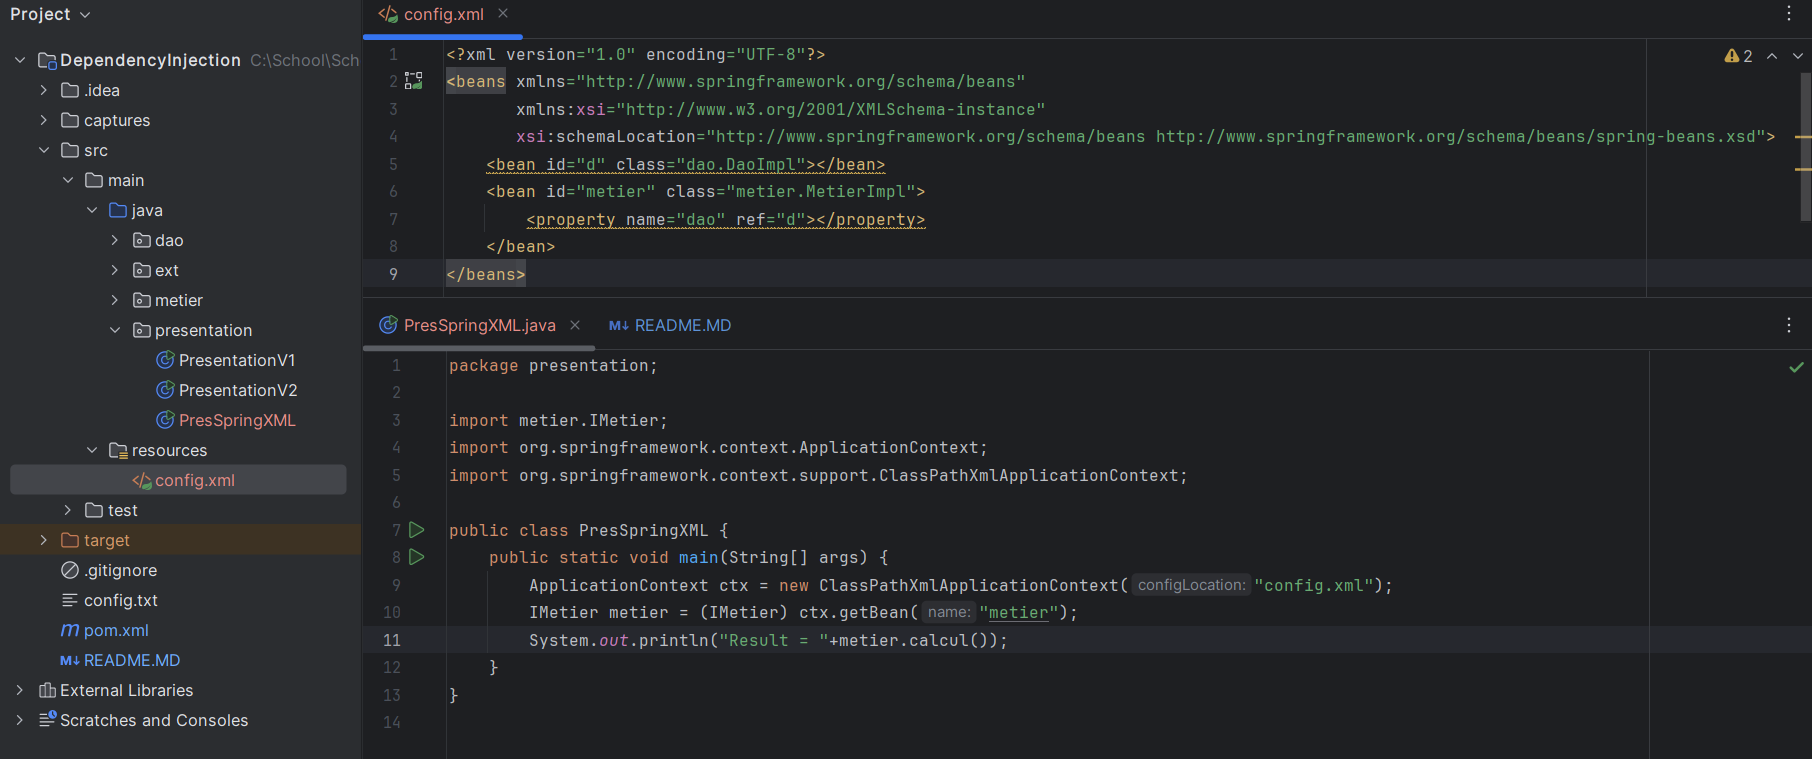 Project
DependencyInjection C:\School\Sch
.idea
captures
src
main
java
dao
ext
metier
presentation
PresentationV1
PresentationV2
PresSpringXML
resources
config.xml
test
target
.gitignore
config.txt
pom.xml
README.MD
External Libraries
Scratches and Consoles
config.xml
2
1 <?xml version="1.0" encoding="UTF-8"?>
2 <beans xmlns="http://www.springframework.org/schema/beans"
3 xmlns:xsi="http://www.w3.org/2001/XMLSchema-instance"
4 xsi:schemaLocation="http://www.springframework.org/schema/beans http://www.springframework.org/schema/beans/spring-beans.xsd">
5 <bean id="d" class="dao.DaoImpl"></bean>
6 <bean id="metier" class="metier.MetierImpl">
7 <property name="dao" ref="d"></property>
8 </bean>
9 </beans>
PresSpringXML.java README.MD
1 package presentation;
2
3 import metier.IMetier;
4 import org.springframework.context.ApplicationContext;
5 import org.springframework.context.support.ClassPathXmlApplicationContext;
6
7 public class PresSpringXML {
8 public static void main(String[] args) {
9 ApplicationContext ctx = new ClassPathXmlApplicationContext( configLocation: "config.xml");
10 IMetier metier = (IMetier) ctx.getBean( name: "metier");
11 System.out.println("Result = "+metier.calcul());
12 }
13 }
14